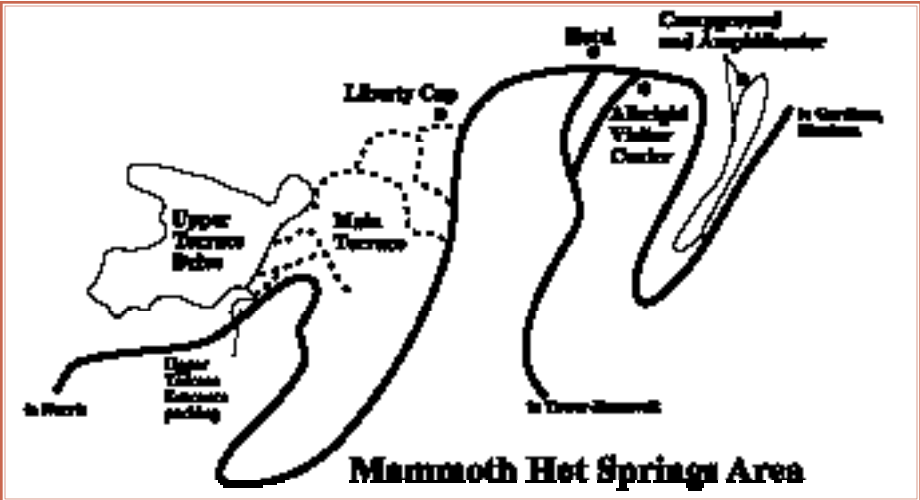 Hotel
Campground
and Amphitheater
Liberty Cap
Albright
Visitor
Center
to Gardiner,
Montana
Upper
Terrace
Drive
Main
Terrace
Upper
Terrace
Entrance
parking
to Norris
to Tower-Roosevelt
Mammoth Hot Springs Area